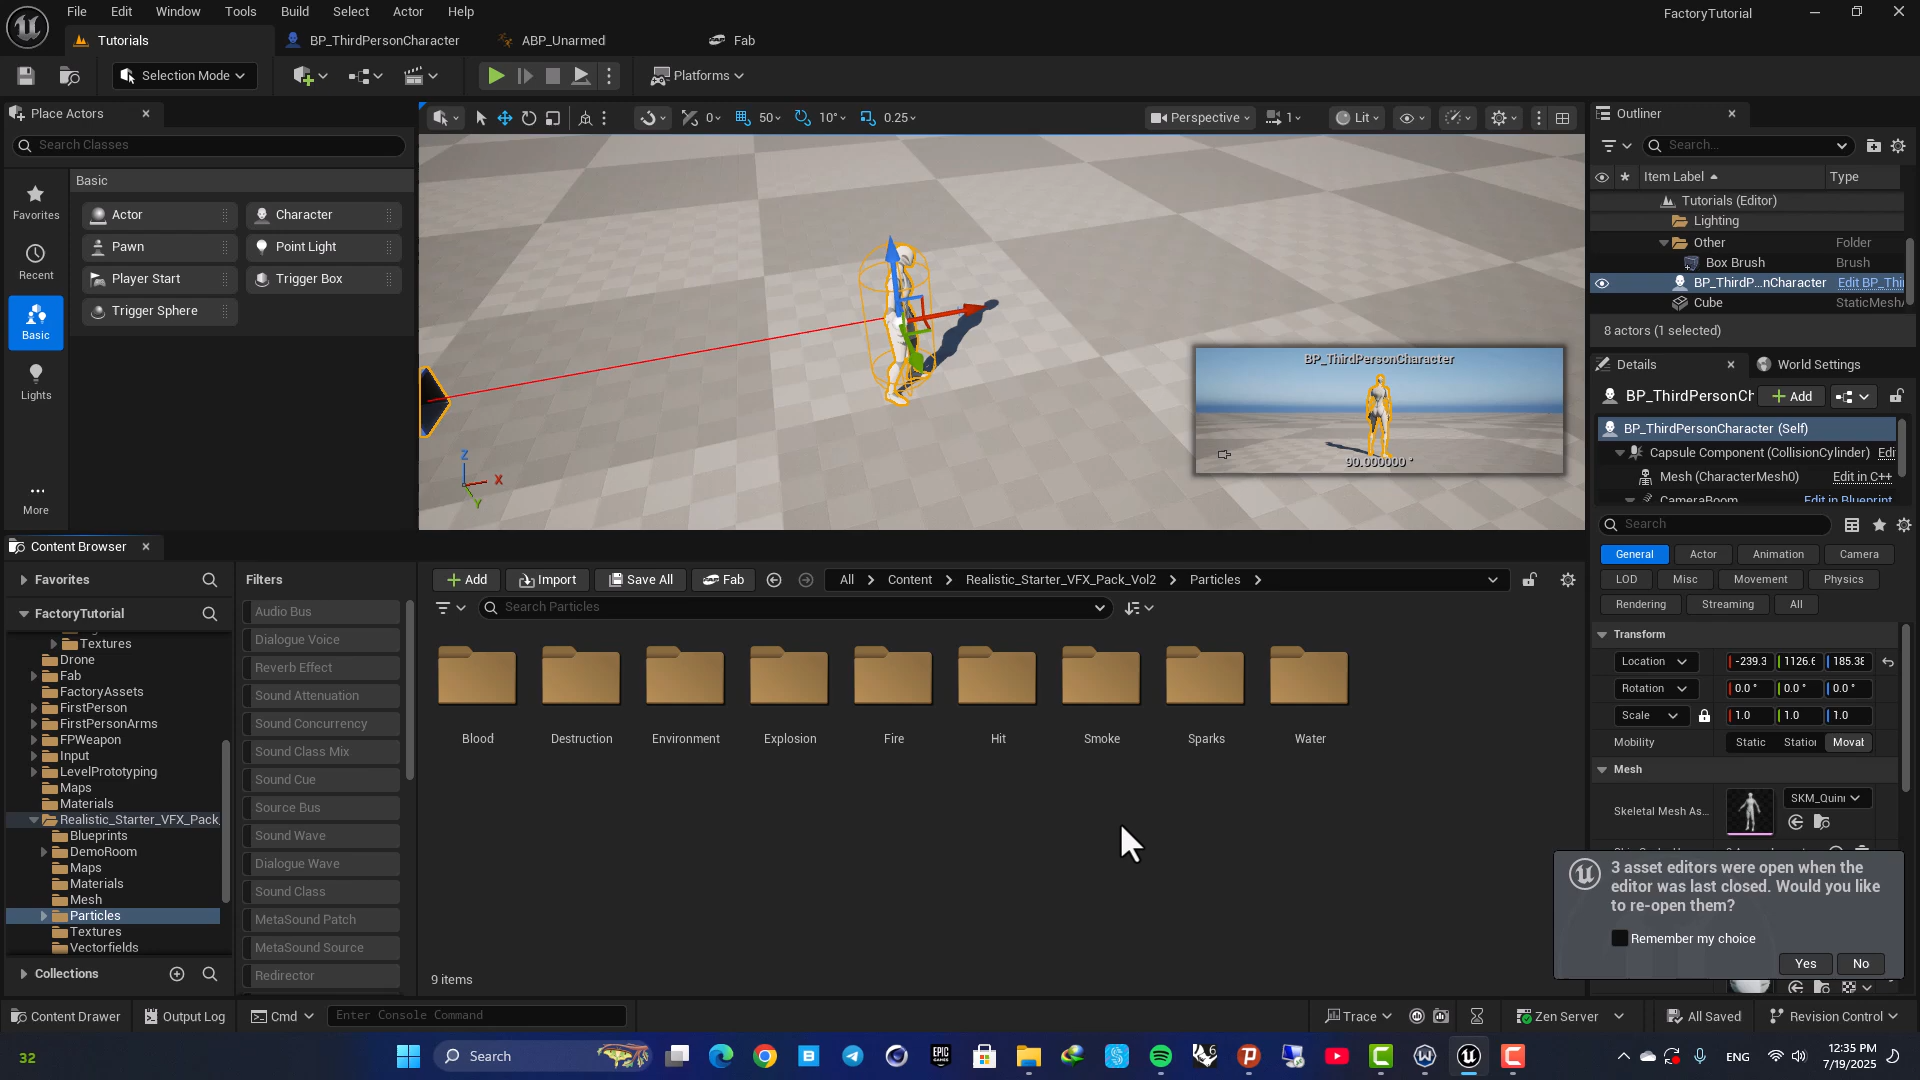 File Edit Window Tools Build Select Actor Help
FactoryTutorial
Tutorials
BP_ThirdPersonCharacter
ABP_Unarmed
Fab
Selection Mode
Platforms
Place Actors
Search Classes
Basic
Favorites
Recent
Basic
Lights
More
Actor
Character
Pawn
Point Light
Player Start
Trigger Box
Trigger Sphere
0
50
10°
0.25
Perspective
1
Lit
BP_ThirdPersonCharacter
90.000000 °
Z
X
Y
Outliner
Search...
Item Label
Type
Tutorials (Editor)
Lighting
Other
Folder
Box Brush
Brush
BP_ThirdP...nCharacter
Edit BP_Thi
Cube
StaticMesh
8 actors (1 selected)
Details
World Settings
BP_ThirdPersonCh
Add
BP_ThirdPersonCharacter (Self)
Capsule Component (CollisionCylinder)
Edi
Mesh (CharacterMesh0)
Edit in C++
CameraBoom
Edit in Blueprint
Search
General
Actor
Animation
Camera
LOD
Misc
Movement
Physics
Rendering
Streaming
All
Transform
Location
-239.3
1126.6
185.38
Rotation
0.0 °
0.0 °
0.0 °
Scale
1.0
1.0
1.0
Mobility
Static
Station
Movat
Mesh
Skeletal Mesh As...
SKM_Quini
3 asset editors were open when the
editor was last closed. Would you like
to re-open them?
Remember my choice
Yes
No
Content Browser
Favorites
FactoryTutorial
Textures
Drone
Fab
FactoryAssets
FirstPerson
FirstPersonArms
FPWeapon
Input
LevelPrototyping
Maps
Materials
Realistic_Starter_VFX_Pack_
Blueprints
DemoRoom
Maps
Materials
Mesh
Particles
Textures
Vectorfields
Collections
Filters
Audio Bus
Dialogue Voice
Reverb Effect
Sound Attenuation
Sound Concurrency
Sound Class Mix
Sound Cue
Source Bus
Sound Wave
Dialogue Wave
Sound Class
MetaSound Patch
MetaSound Source
Redirector
Add
Import
Save All
Fab
All
Content
Realistic_Starter_VFX_Pack_Vol2
Particles
Search Particles
Blood
Destruction
Environment
Explosion
Fire
Hit
Smoke
Sparks
Water
9 items
Content Drawer
Output Log
Cmd
Enter Console Command
Trace
Zen Server
All Saved
Revision Control
32
Search
EPIC GAMES
6
ENG
12:35 PM
7/19/2025